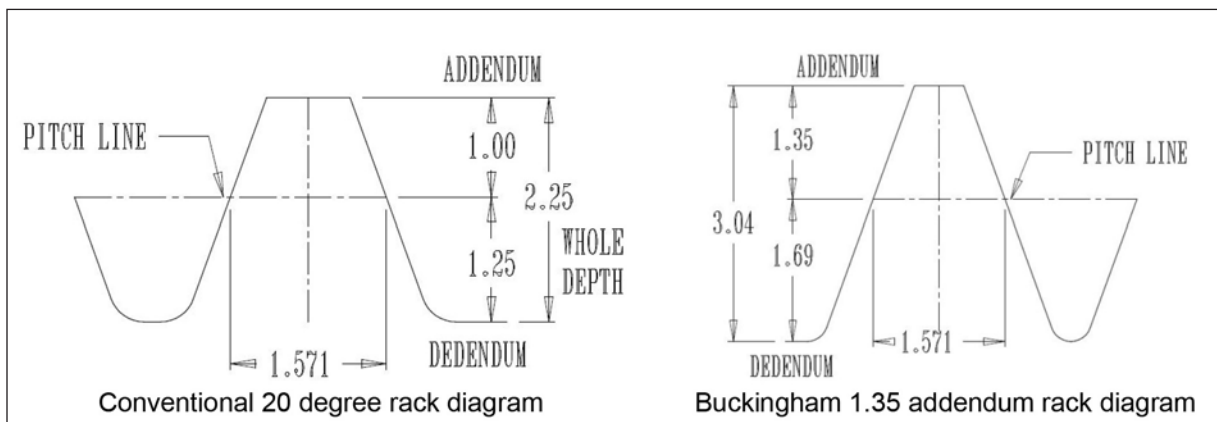 ADDENDUM
PITCH LINE
1.00
2.25
WHOLE
DEPTH
1.25
DEDENDUM
1.571
Conventional 20 degree rack diagram
ADDENDUM
1.35
PITCH LINE
3.04
1.69
DEDENDUM
1.571
Buckingham 1.35 addendum rack diagram